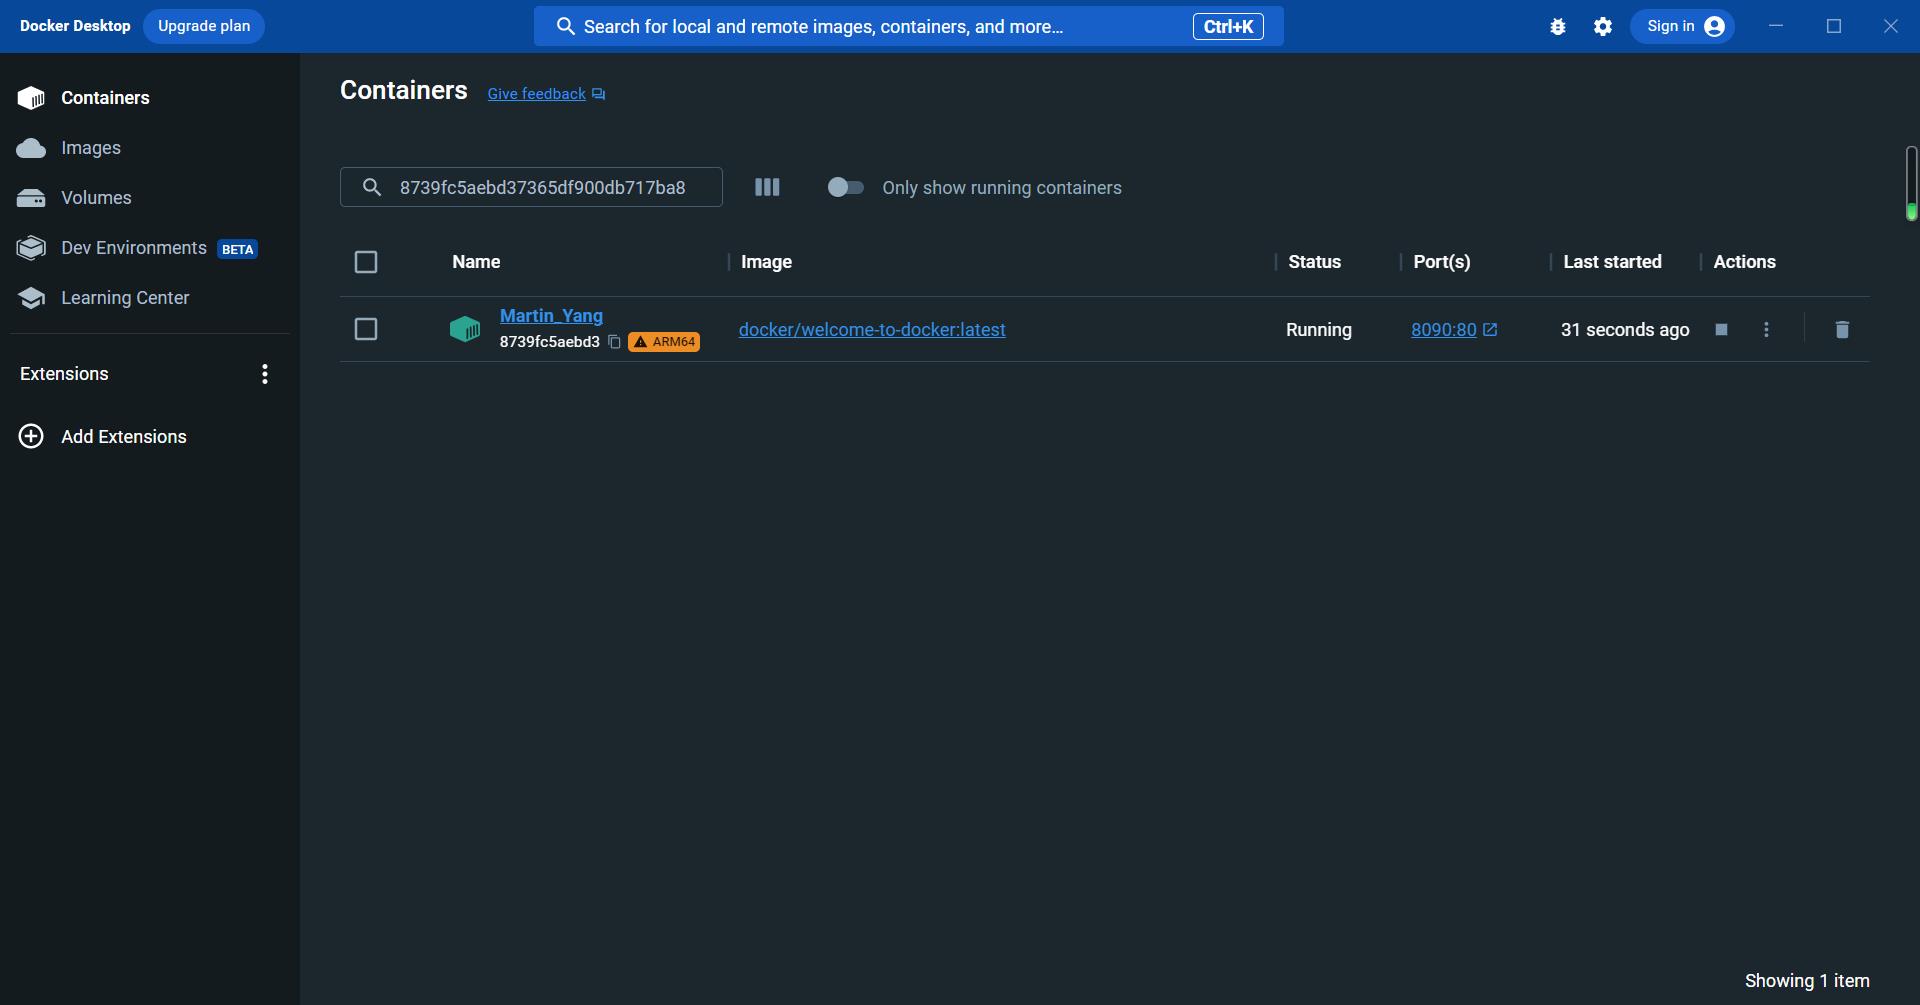 Docker Desktop Upgrade plan Search for local and remote images, containers, and more... Ctrl+K Sign in
Containers
Images
Volumes
Dev Environments BETA
Learning Center
Extensions
Add Extensions
Containers Give feedback
8739fc5aebd37365df900db717ba8 Only show running containers
Name Image Status Port(s) Last started Actions
Martin_Yang
8739fc5aebd3 ARM64 docker/welcome-to-docker:latest Running 8090:80 31 seconds ago
Showing 1 item